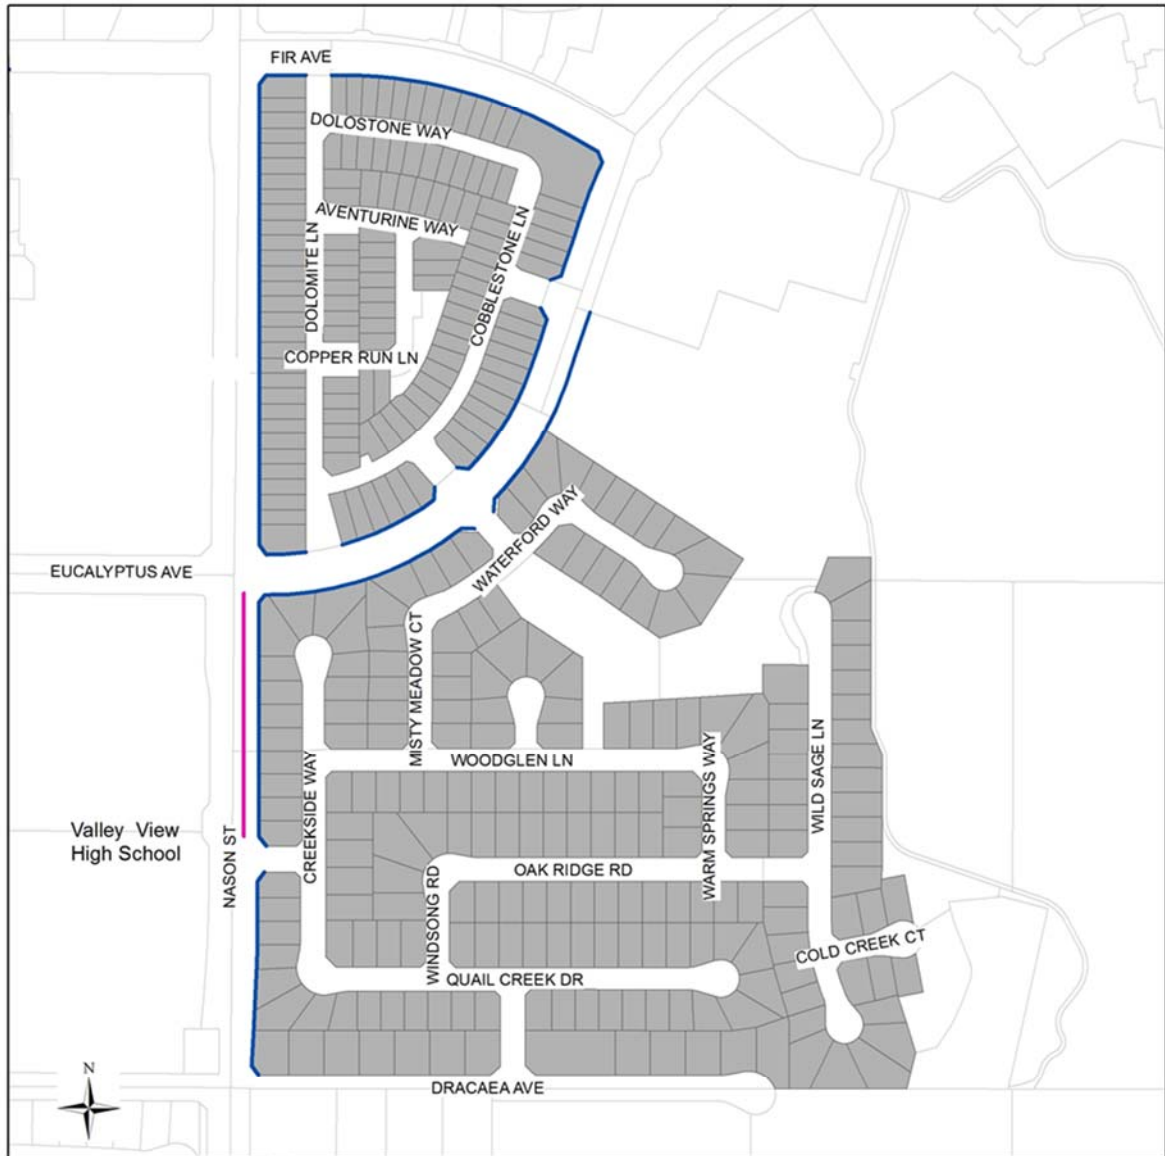 FIR AVE
DOLOSTONE WAY
AVENTURINE WAY
DOLOMITE LN
COBBLESTONE LN
COPPER RUN LN
EUCALYPTUS AVE
WATERFORD WAY
MISTY MEADOW CT
WOODGLEN LN
WARM SPRINGS WAY
WILD SAGE LN
CREEKSIDE WAY
Valley View
High School
NASON ST
OAK RIDGE RD
WINDSONG RD
COLD CREEK CT
QUAIL CREEK DR
DRACAEA AVE
N